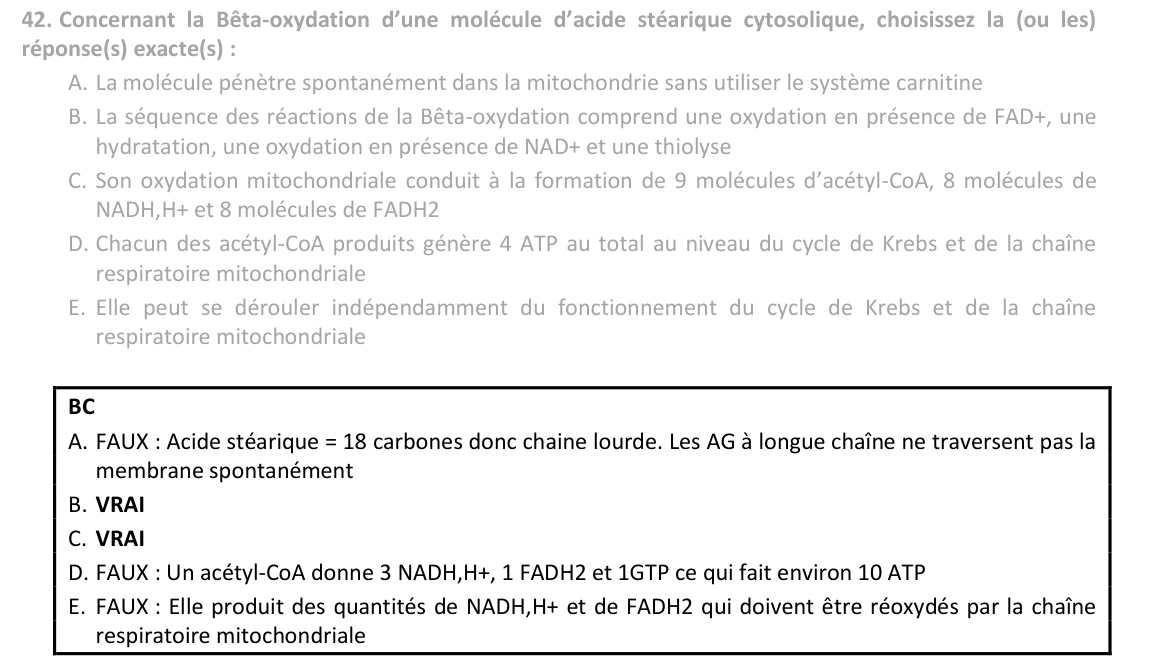 42. Concernant la Bêta-oxydation d’une molécule d’acide stéarique cytosolique, choisissez la (ou les)
réponse(s) exacte(s) :
A. La molécule pénètre spontanément dans la mitochondrie sans utiliser le système carnitine
B. La séquence des réactions de la Bêta-oxydation comprend une oxydation en présence de FAD+, une
hydratation, une oxydation en présence de NAD+ et une thiolyse
C. Son oxydation mitochondriale conduit à la formation de 9 molécules d’acétyl-CoA, 8 molécules de
NADH,H+ et 8 molécules de FADH2
D. Chacun des acétyl-CoA produits génère 4 ATP au total au niveau du cycle de Krebs et de la chaîne
respiratoire mitochondriale
E. Elle peut se dérouler indépendamment du fonctionnement du cycle de Krebs et de la chaîne
respiratoire mitochondriale
BC
A. FAUX : Acide stéarique = 18 carbones donc chaine lourde. Les AG à longue chaîne ne traversent pas la
membrane spontanément
B. VRAI
C. VRAI
D. FAUX : Un acétyl-CoA donne 3 NADH,H+, 1 FADH2 et 1GTP ce qui fait environ 10 ATP
E. FAUX : Elle produit des quantités de NADH,H+ et de FADH2 qui doivent être réoxydés par la chaîne
respiratoire mitochondriale